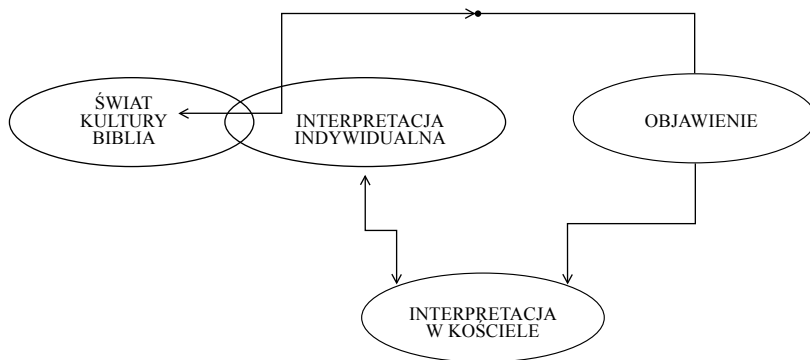 ŚWIAT
KULTURY
BIBLIA
INTERPRETACJA
INDYWIDUALNA
OBJAWIENIE
INTERPRETACJA
W KOŚCIELE